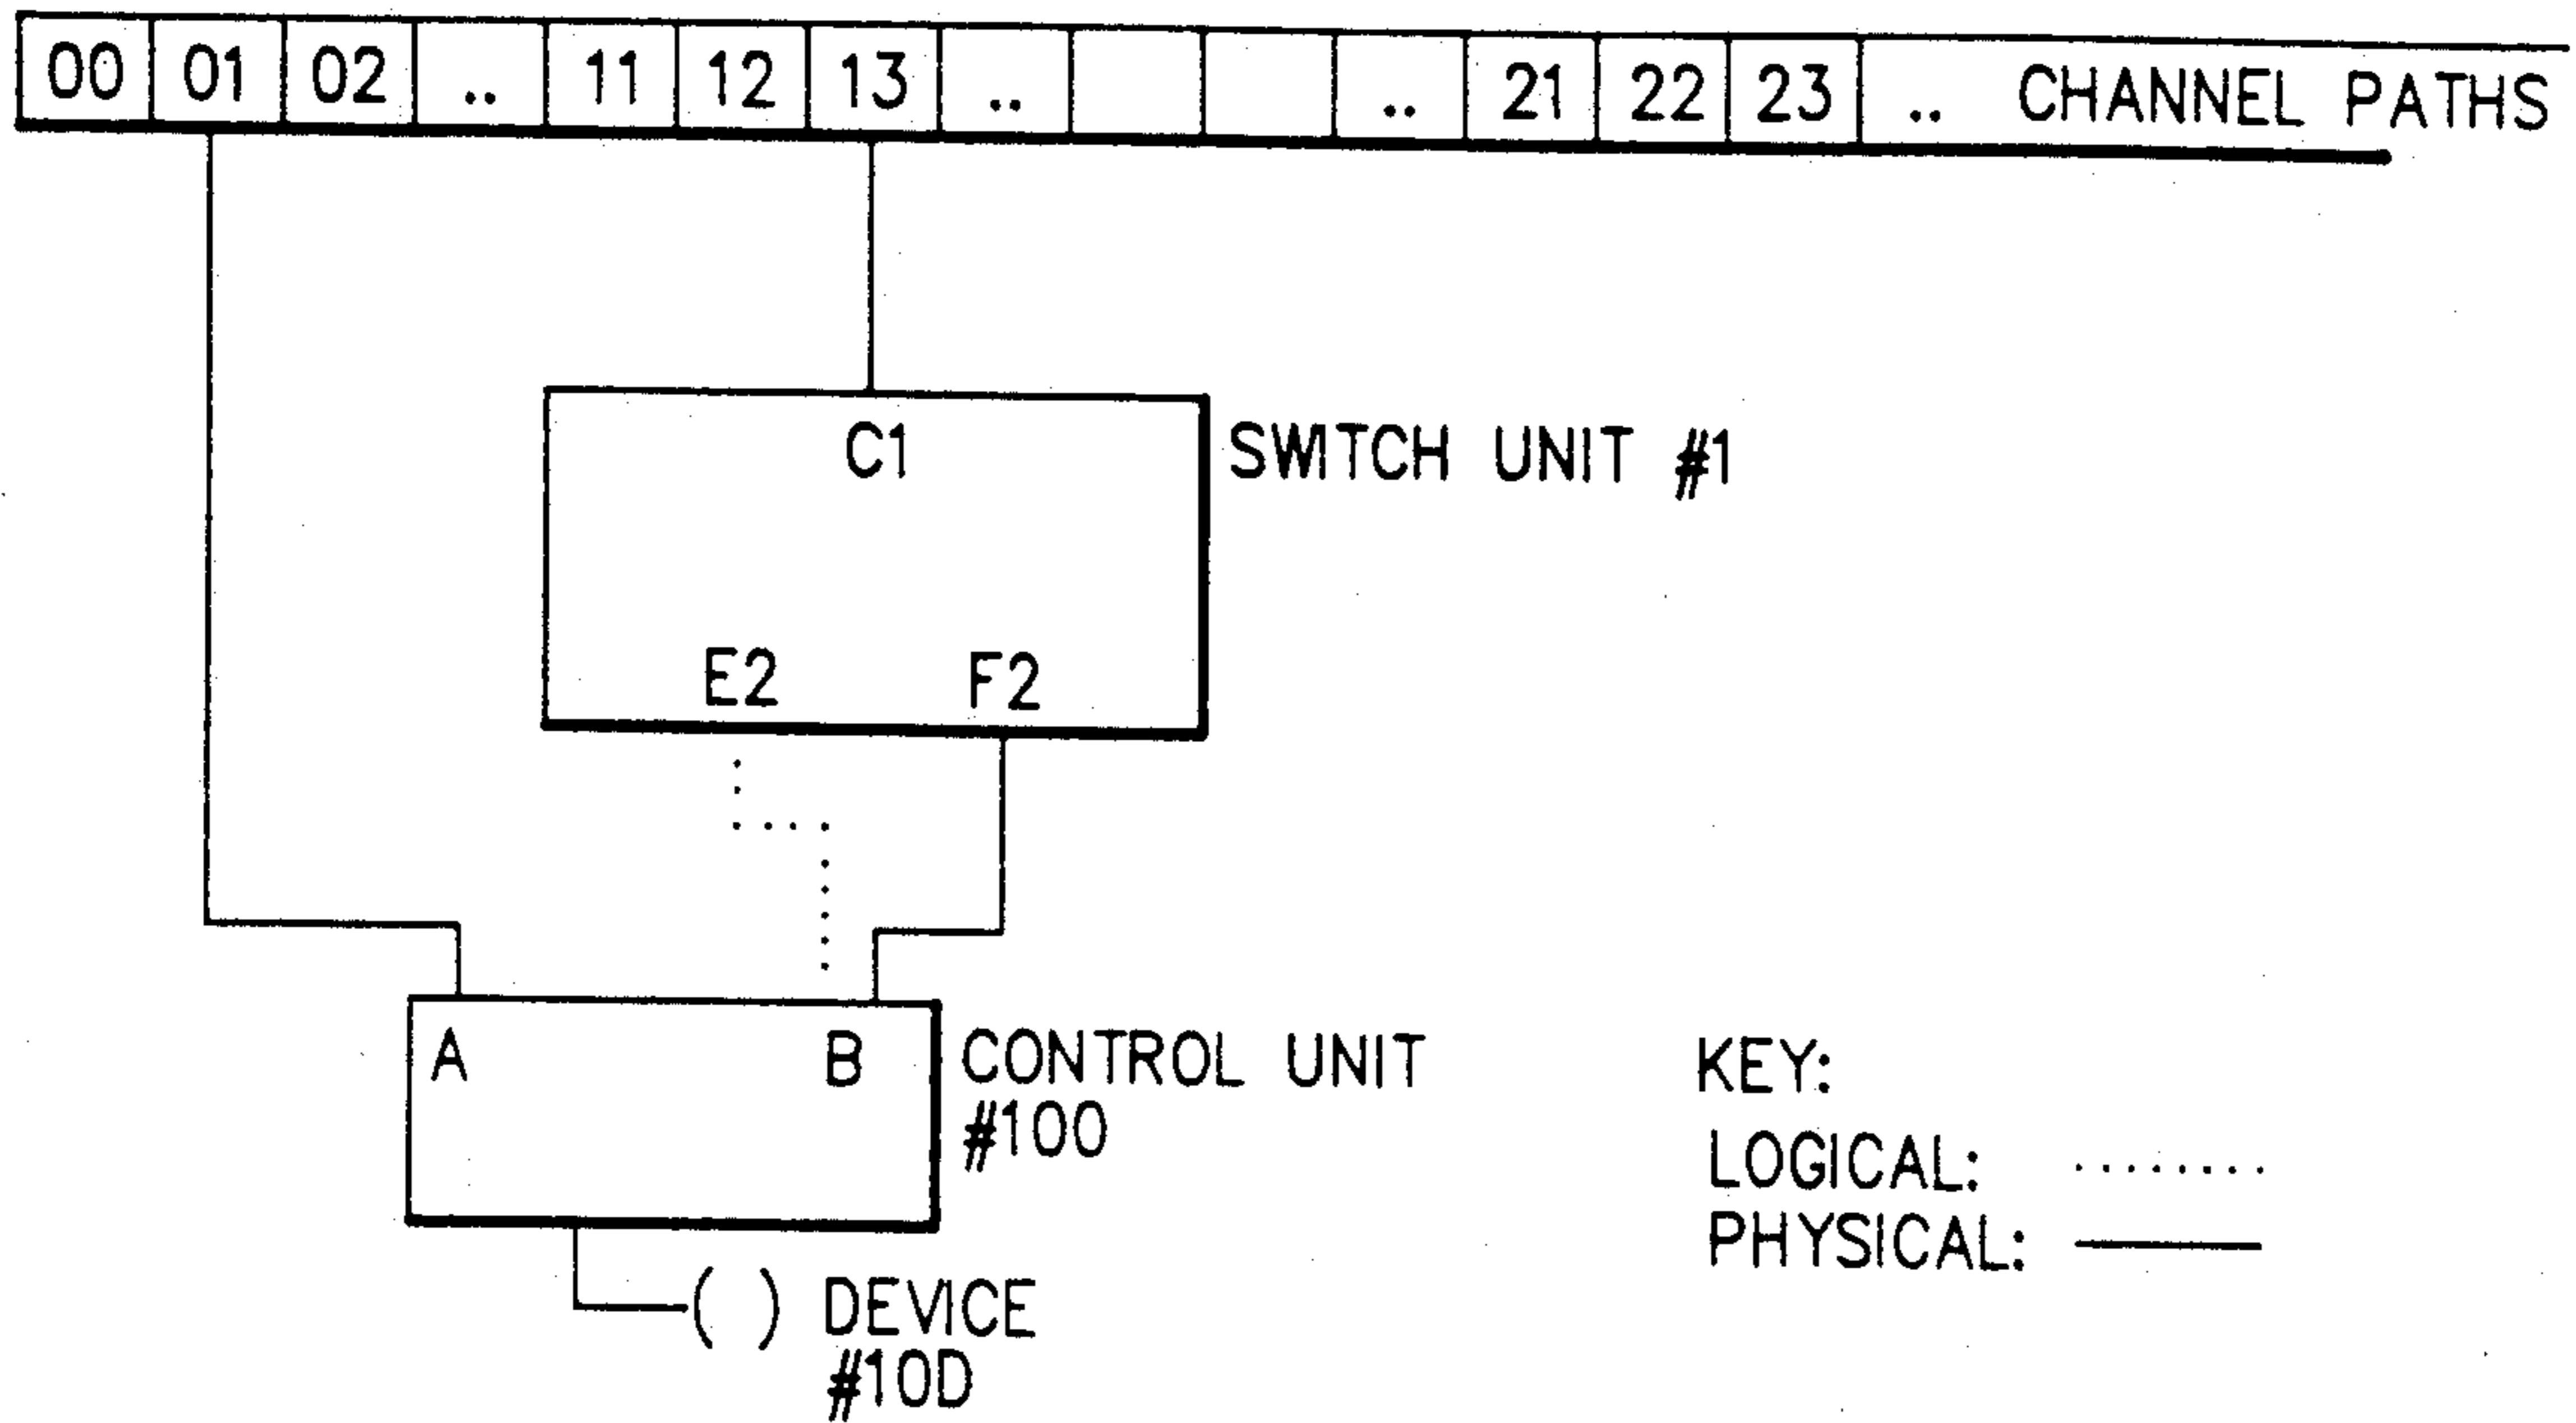 00 01 02 .. 11 12 13 .. .. 21 22 23 .. CHANNEL PATHS
C1
SWITCH UNIT #1
E2 F2
A B CONTROL UNIT
#100
KEY:
LOGICAL:
PHYSICAL:
( ) DEVICE
#10D